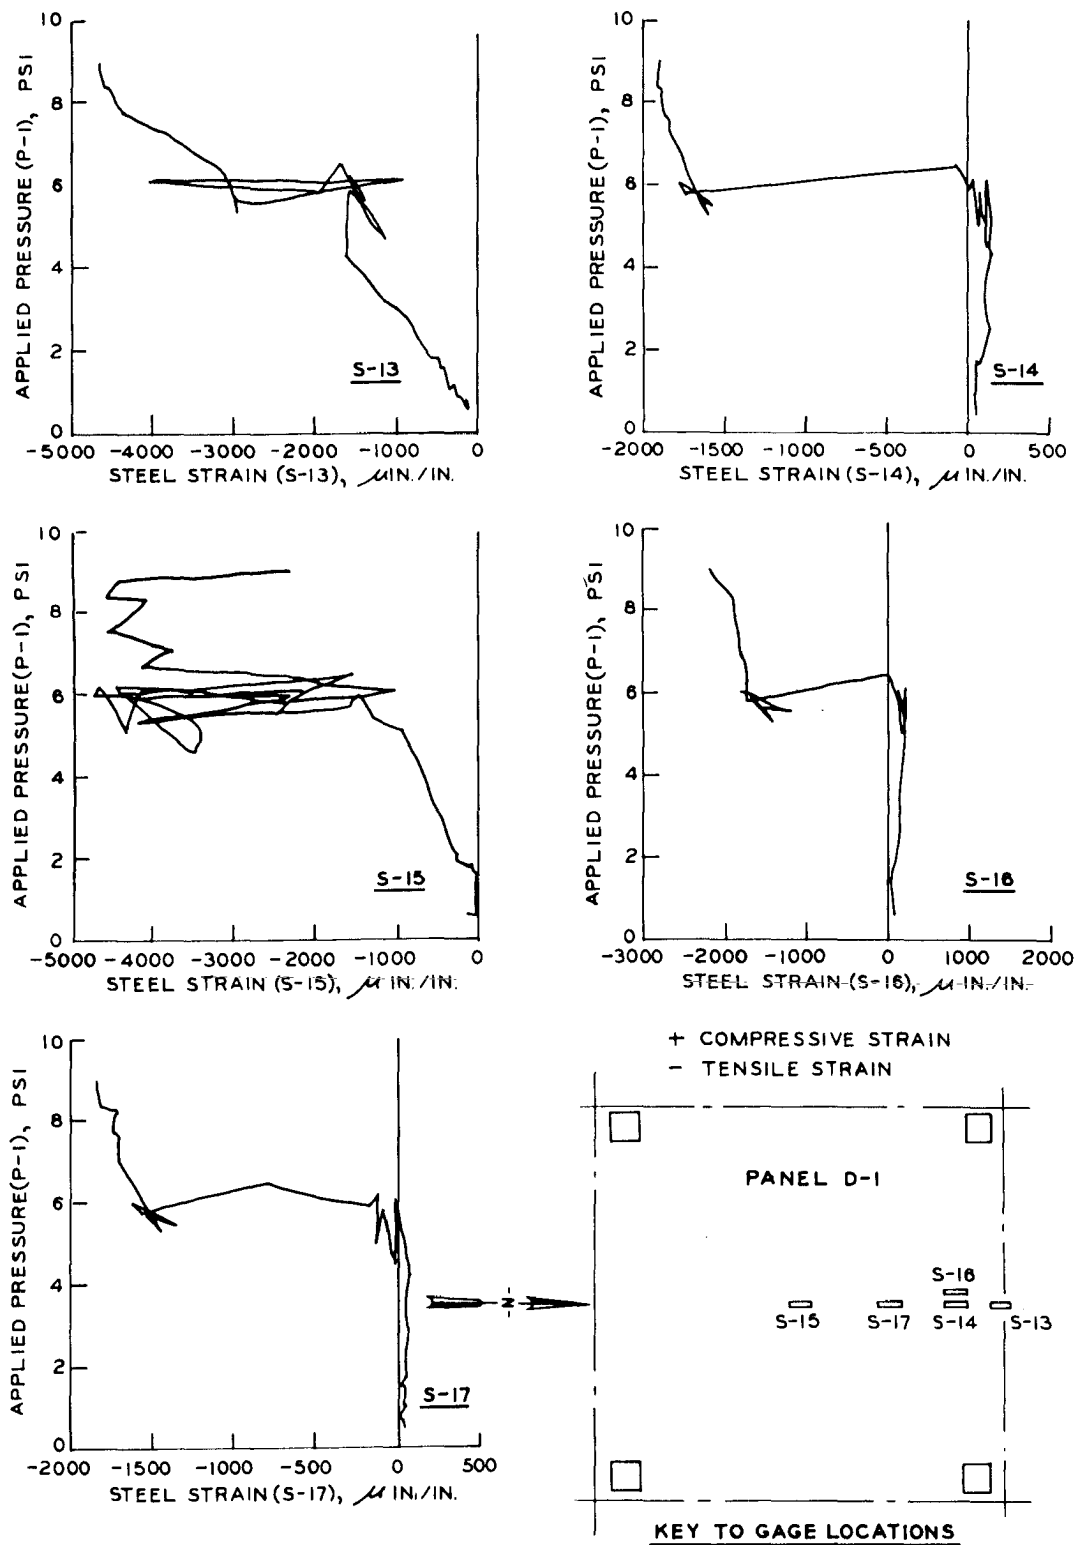 10
8
6
4
2
0
APPLIED PRESSURE (P-1), PSI
S-13
-5000 -4000 -3000 -2000 -1000 0
STEEL STRAIN (S-13), μ IN./IN.
10
8
6
4
2
0
APPLIED PRESSURE (P-1), PSI
S-14
-2000 -1500 -1000 -500 0 500
STEEL STRAIN (S-14), μ IN./IN.
10
8
6
4
2
0
APPLIED PRESSURE (P-1), PSI
S-15
-5000 -4000 -3000 -2000 -1000 0
STEEL STRAIN (S-15), μ IN./IN.
10
8
6
4
2
0
APPLIED PRESSURE (P-1), PSI
S-16
-3000 -2000 -1000 0 1000 2000
STEEL STRAIN (S-16), μ IN./IN.
10
8
6
4
2
0
APPLIED PRESSURE (P-1), PSI
S-17
-2000 -1500 -1000 -500 0 500
STEEL STRAIN (S-17), μ IN./IN.
+ COMPRESSIVE STRAIN
- TENSILE STRAIN
PANEL D-1
N
S-16
S-15 S-17 S-14 S-13
KEY TO GAGE LOCATIONS